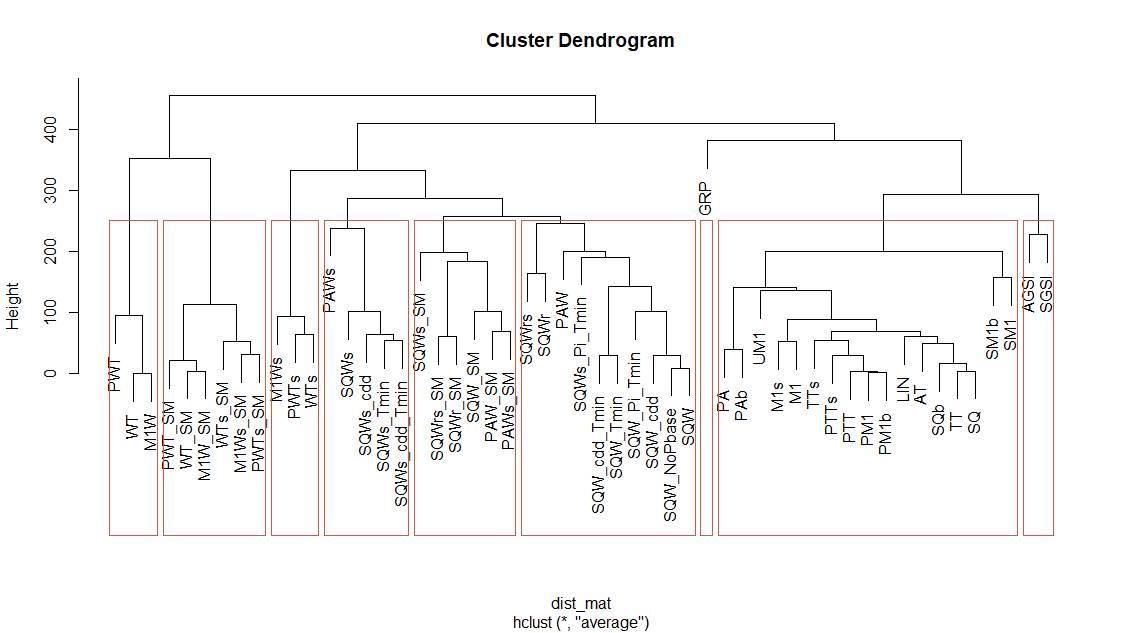 Cluster Dendrogram
Height
400
300
200
100
0
PWT
WT
M1W
PWT_SM
WT_SM
M1W_SM
WTs_SM
M1Ws_SM
PWTs_SM
M1Ws
PWTs
WTs
PAWs
SQWs
SQWs_cdd
SQWs_Tmin
SQWs_cdd_Tmin
SQWs_SM
SQWrs_SM
SQWr_SM
SQW_SM
PAW_SM
PAWs_SM
SQWrs
SQWr
PAW
SQWs_Pi_Tmin
SQW_cdd_Tmin
SQW_Tmin
SQW_Pi_Tmin
SQW_cdd
SQW_NoPbase
SQW
GRP
PA
PAb
UM1
M1s
M1
TTs
PTTs
PTT
PM1
PM1b
LIN
AT
SQb
TT
SQ
SM1b
SM1
AGSI
SGSI
dist_mat
hclust (*, "average")